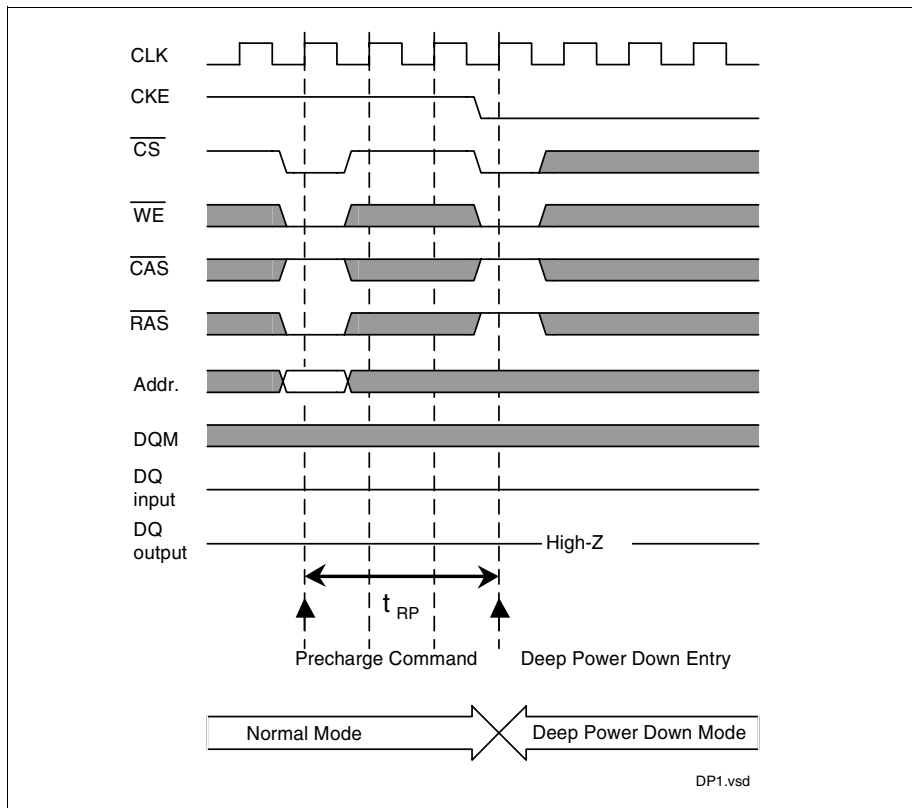 CLK
CKE
CS
WE
CAS
RAS
Addr.
DQM
DQ
input
DQ
output
High-Z
t RP
Precharge Command Deep Power Down Entry
Normal Mode Deep Power Down Mode
DP1.vsd